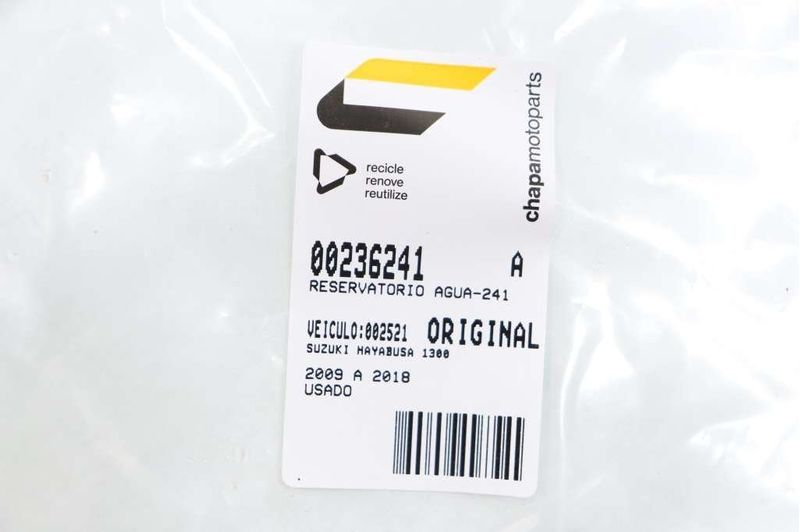 chapamotoparts
recicle
renove
reutilize
00236241 A
RESERVATORIO AGUA-241
VEICULO:002521 ORIGINAL
SUZUKI HAYABUSA 1300
2009 A 2018
USADO